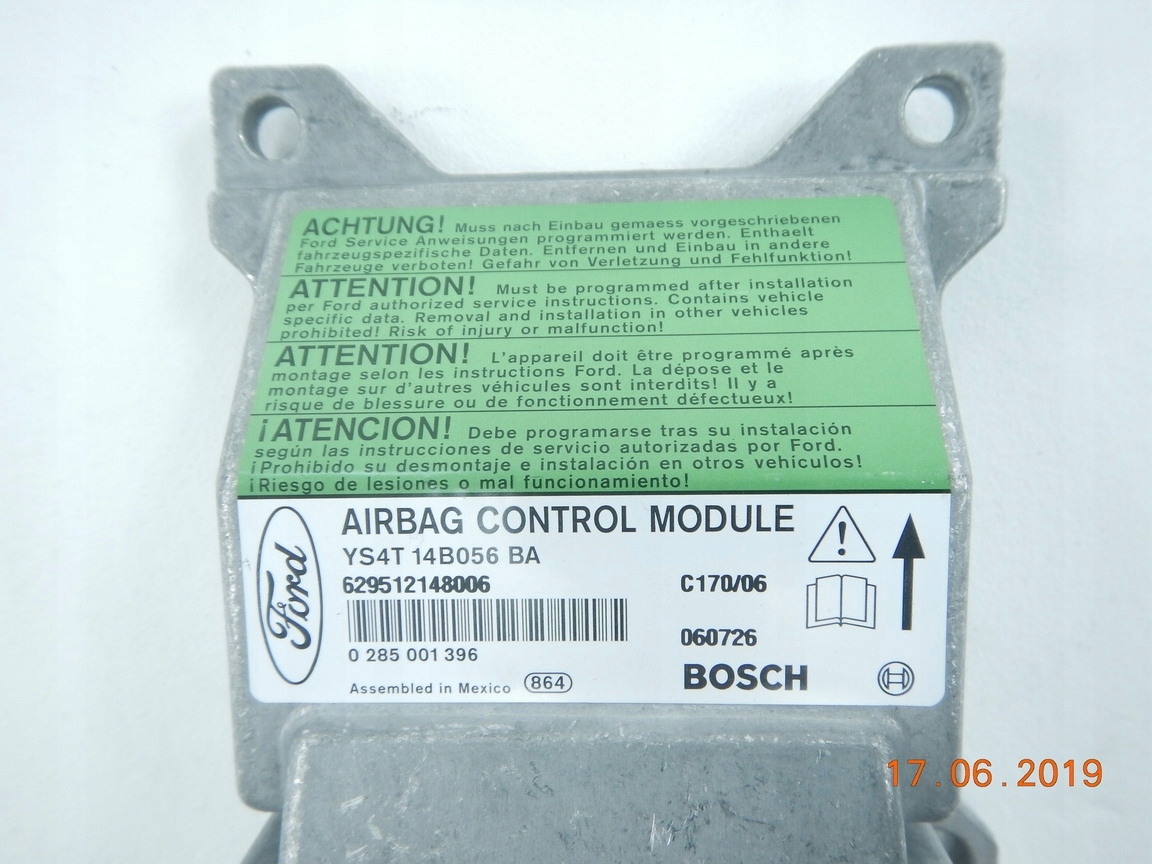 ACHTUNG! Muss nach Einbau gemaess vorgeschriebenen
Ford Service Anweisungen programmiert werden. Enthaelt
fahrzeugspezifische Daten. Entfernen und Einbau in andere
Fahrzeuge verboten! Gefahr von Verletzung und Fehlfunktion!
ATTENTION! Must be programmed after installation
per Ford authorized service instructions. Contains vehicle
specific data. Removal and installation in other vehicles
prohibited! Risk of injury or malfunction!
ATTENTION! L'appareil doit être programmé après
montage selon les instructions Ford. La dépose et le
montage sur d'autres véhicules sont interdits! Il y a
risque de blessure ou de fonctionnement défectueux!
¡ATENCION! Debe programarse tras su instalación
según las instrucciones de servicio autorizadas por Ford.
¡Prohibido su desmontaje e instalación en otros vehículos!
¡Riesgo de lesiones o mal funcionamiento!
Ford
AIRBAG CONTROL MODULE
YS4T 14B056 BA
629512148006 C170/06
060726
0 285 001 396
BOSCH
Assembled in Mexico 864
17.06.2019